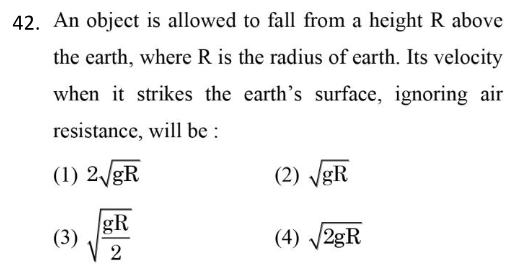 42. An object is allowed to fall from a height R above
the earth, where R is the radius of earth. Its velocity
when it strikes the earth's surface, ignoring air
resistance, will be :
(1) 2√gR (2) √gR
(3) √(gR/2) (4) √2gR